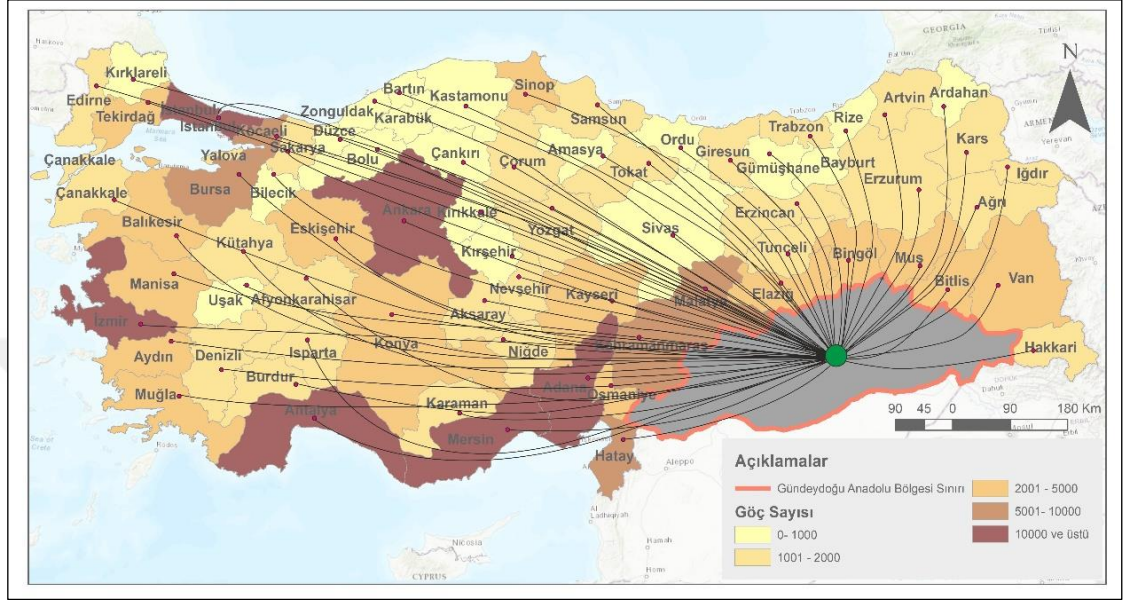 GEORGIA
N
Kırklareli
Edirne
Tekirdağ
İstanbul
İstanbul
Kocaeli
Sakarya
Yalova
Zonguldak
Düzce
Bolu
Bartın
Karabük
Kastamonu
Sinop
Samsun
Çankırı
Çorum
Amasya
Tokat
Ordu
Giresun
Gümüşhane
Trabzon
Trabzon
Rize
Bayburt
Artvin
Ardahan
Kars
Iğdır
Ağrı
Erzurum
Erzincan
Çanakkale
Çanakkale
Bursa
Bilecik
Balıkesir
Kütahya
Eskişehir
Ankara
Kırıkkale
Kırşehir
Yozgat
Sivas
Tunçeli
Bingöl
Muş
Bitlis
Van
Manisa
Uşak
Afyonkarahisar
Aksaray
Nevşehir
Kayseri
Malatya
Elazığ
İzmir
Aydın
Denizli
Isparta
Burdur
Konya
Niğde
Kahramanmaraş
Adana
Osmaniye
Hakkari
Muğla
Antalya
Karaman
Mersin
Hatay
Aleppo
Nicosia
CYPRUS
Hamah
90 45 0 90 180 Km
Açıklamalar
Gündeydoğu Anadolu Bölgesi Sınırı
Göç Sayısı
0- 1000
1001 - 2000
2001 - 5000
5001- 10000
10000 ve üstü